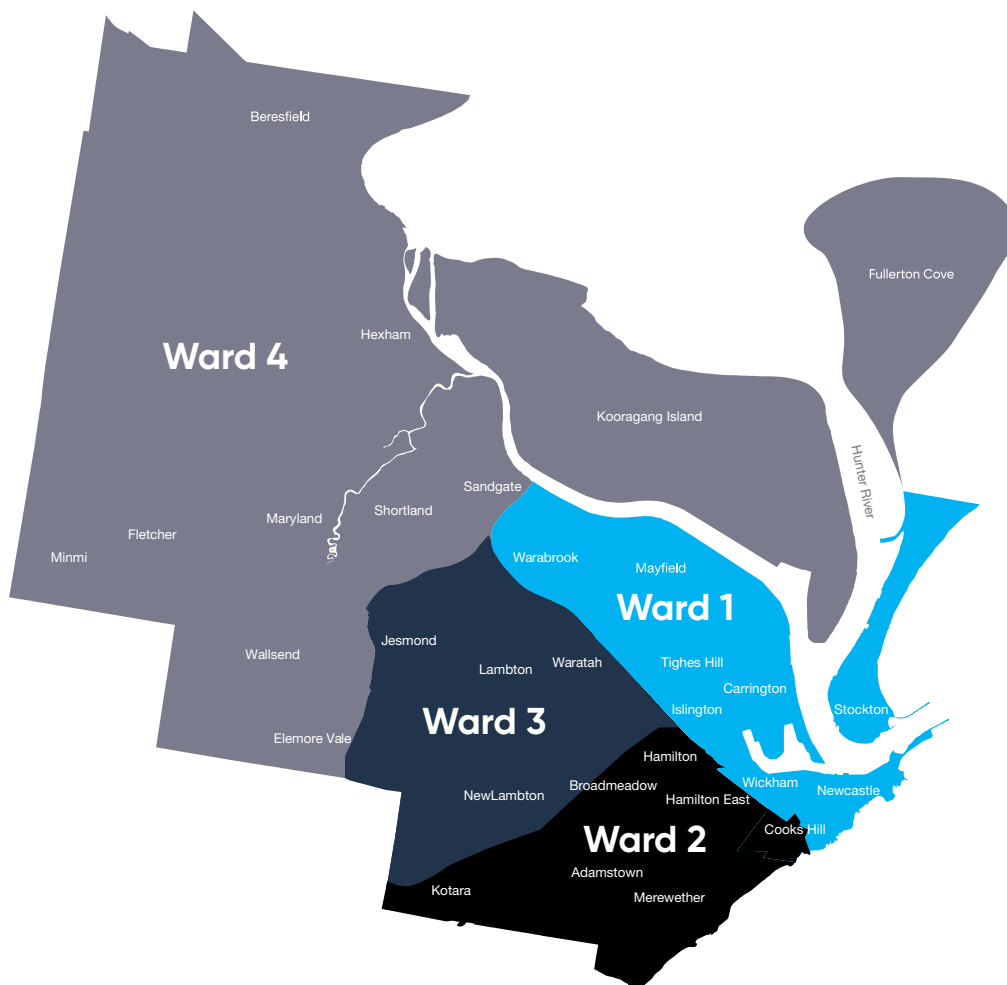 Beresfield
Fullerton Cove
Hexham
Ward 4
Kooragang Island
Hunter River
Sandgate
Shortland
Maryland
Fletcher
Minmi
Warabrook
Mayfield
Ward 1
Jesmond
Wallsend
Lambton
Waratah
Tighes Hill
Carrington
Islington
Stockton
Ward 3
Elemore Vale
Hamilton
Broadmeadow
Wickham
Newcastle
NewLambton
Hamilton East
Cooks Hill
Ward 2
Adamstown
Kotara
Merewether